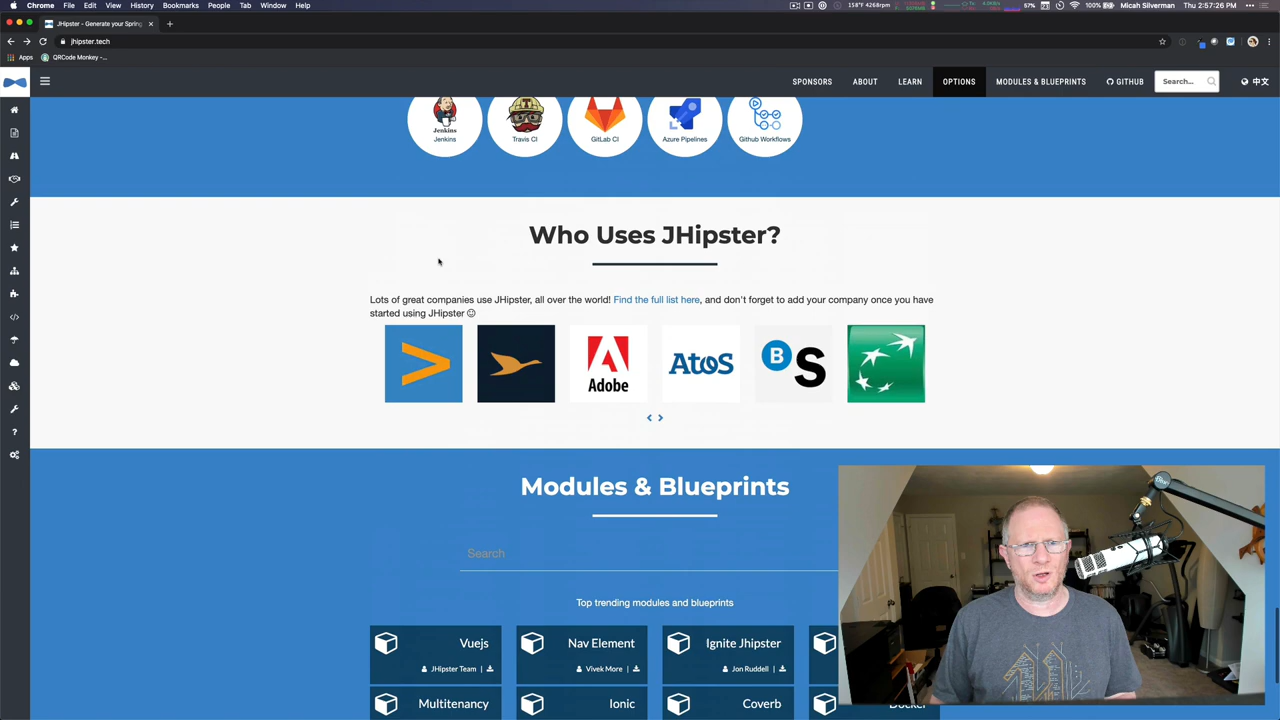 Chrome File Edit View History Bookmarks People Tab Window Help
158°F 4268rpm
57%
100%
Micah Silverman
Thu 2:57:26 PM
JHipster - Generate your Spring
jhipster.tech
Apps
QRCode Monkey -...
SPONSORS
ABOUT
LEARN
OPTIONS
MODULES & BLUEPRINTS
GITHUB
Search...
中文
Jenkins
Jenkins
Travis CI
GitLab CI
Azure Pipelines
Github Workflows
Who Uses JHipster?
Lots of great companies use JHipster, all over the world! Find the full list here, and don't forget to add your company once you have
started using JHipster
Adobe
Atos
B S
Modules & Blueprints
Search
Top trending modules and blueprints
Vuejs
JHipster Team |
Nav Element
Vivek More |
Ignite Jhipster
Jon Ruddell |
Multitenancy
Ionic
Coverb